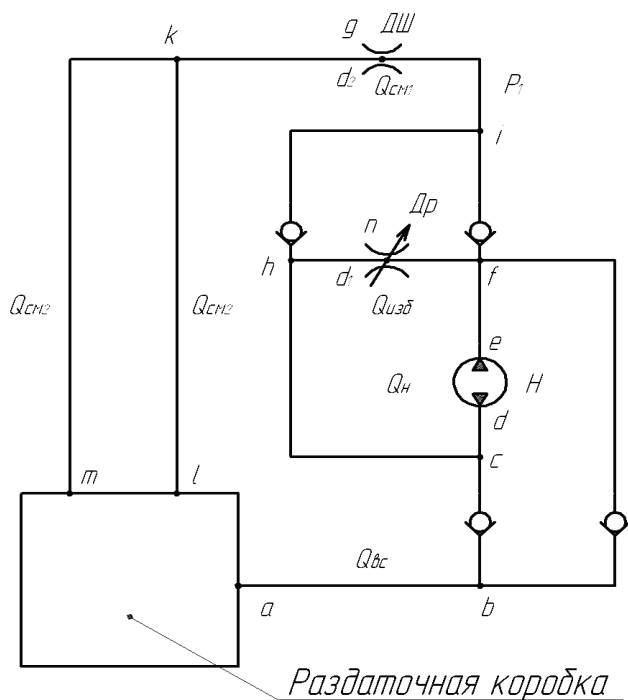 g ДШ
k
d₂ Qсм₁
P₁
i
n Др
h
d₁
f
Qизб
Qсм₂
Qсм₂
e
Qн
H
d
c
m
l
Qвс
a
b
Раздаточная коробка